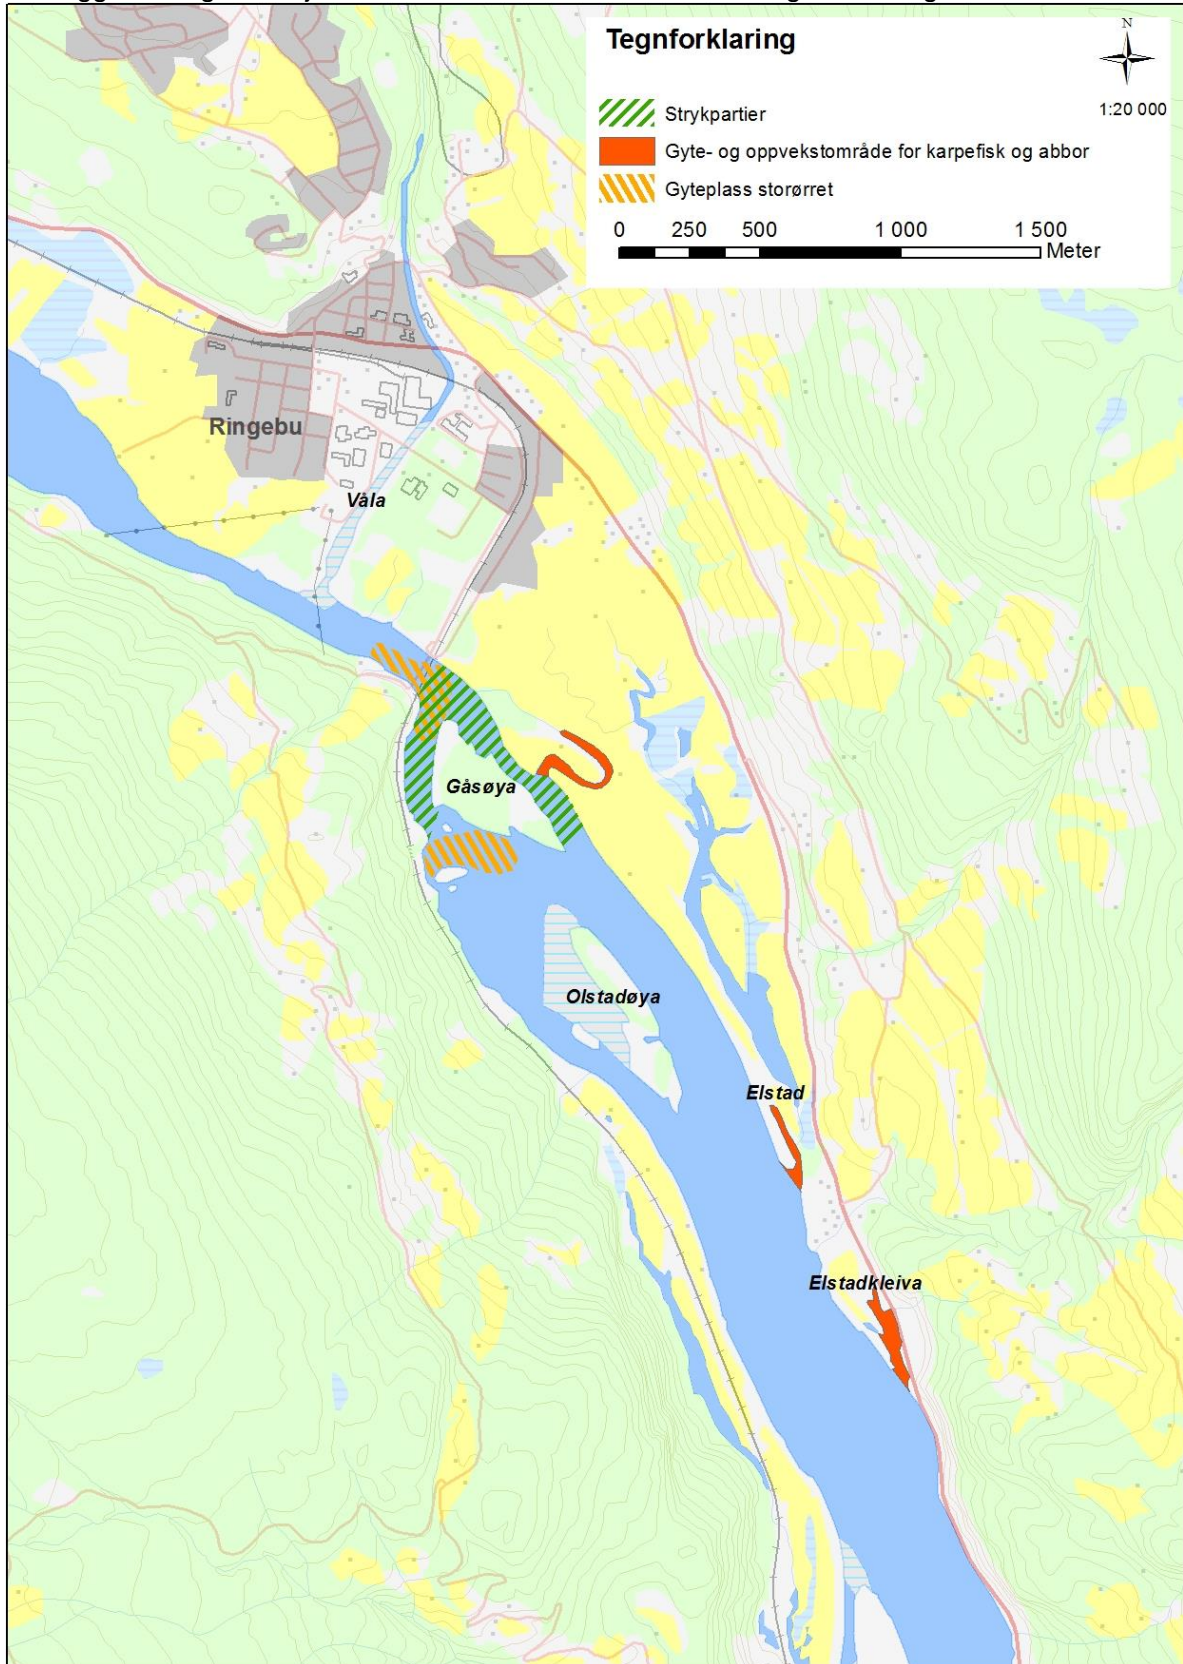 Tegnforklaring
N
1:20 000
Strykpartier
Gyte- og oppvekstområde for karpefisk og abbor
Gyteplass storørret
0 250 500 1 000 1 500
Meter
Ringebu
Våla
Gåsøya
Olstadøya
Elstad
Elstadkleiva